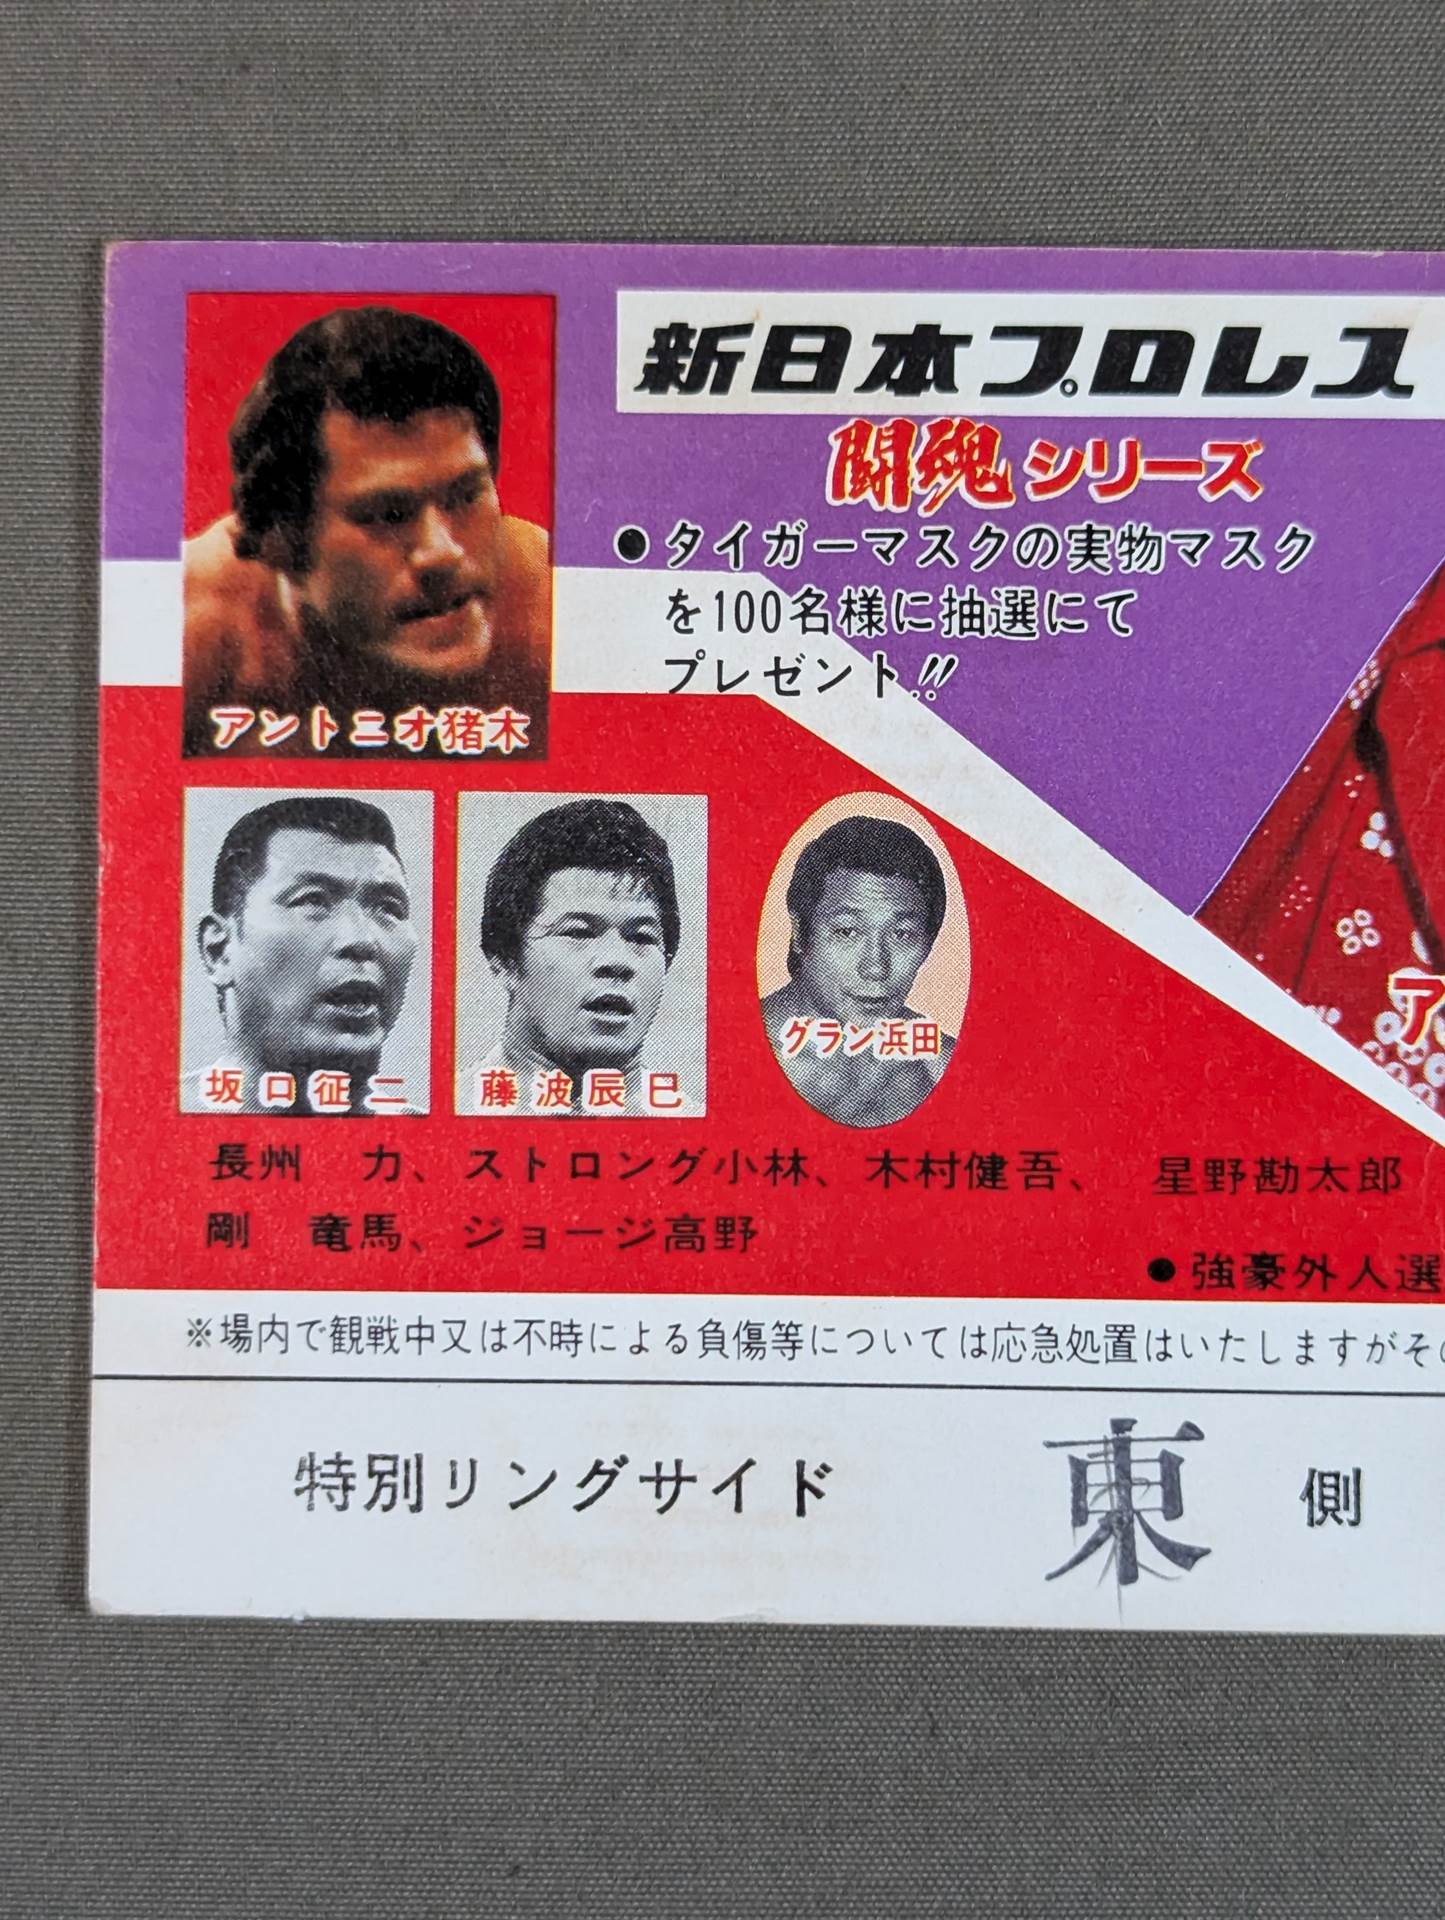 新日本プロレス
闘魂シリーズ
●タイガーマスクの実物マスク
を100名様に抽選にて
プレゼント!!
アントニオ猪木
坂口征二
藤波辰巳
グラン浜田
ア
長州 力、ストロング小林、木村健吾、星野勘太郎
剛 竜馬、ジョージ高野
●強豪外人選
※場内で観戦中又は不時による負傷等については応急処置はいたしますがその
特別リングサイド 東 側